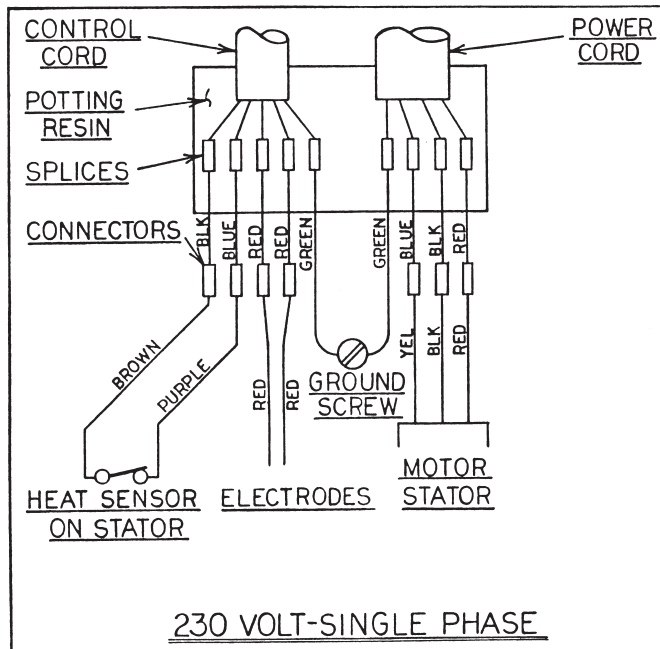 CONTROL
CORD
POWER
CORD
POTTING
RESIN
SPLICES
CONNECTORS
BLK
BLUE
RED
RED
GREEN
GREEN
BLUE
BLK
RED
BROWN
PURPLE
RED
RED
GROUND
SCREW
YEL
BLK
RED
HEAT SENSOR
ON STATOR
ELECTRODES
MOTOR
STATOR
230 VOLT-SINGLE PHASE